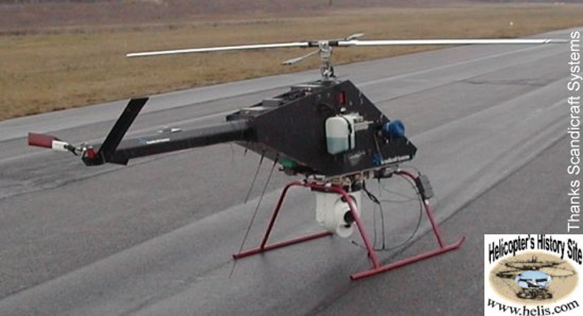 Thanks Scandicraft Systems
Helicopter's History Site
www.helis.com